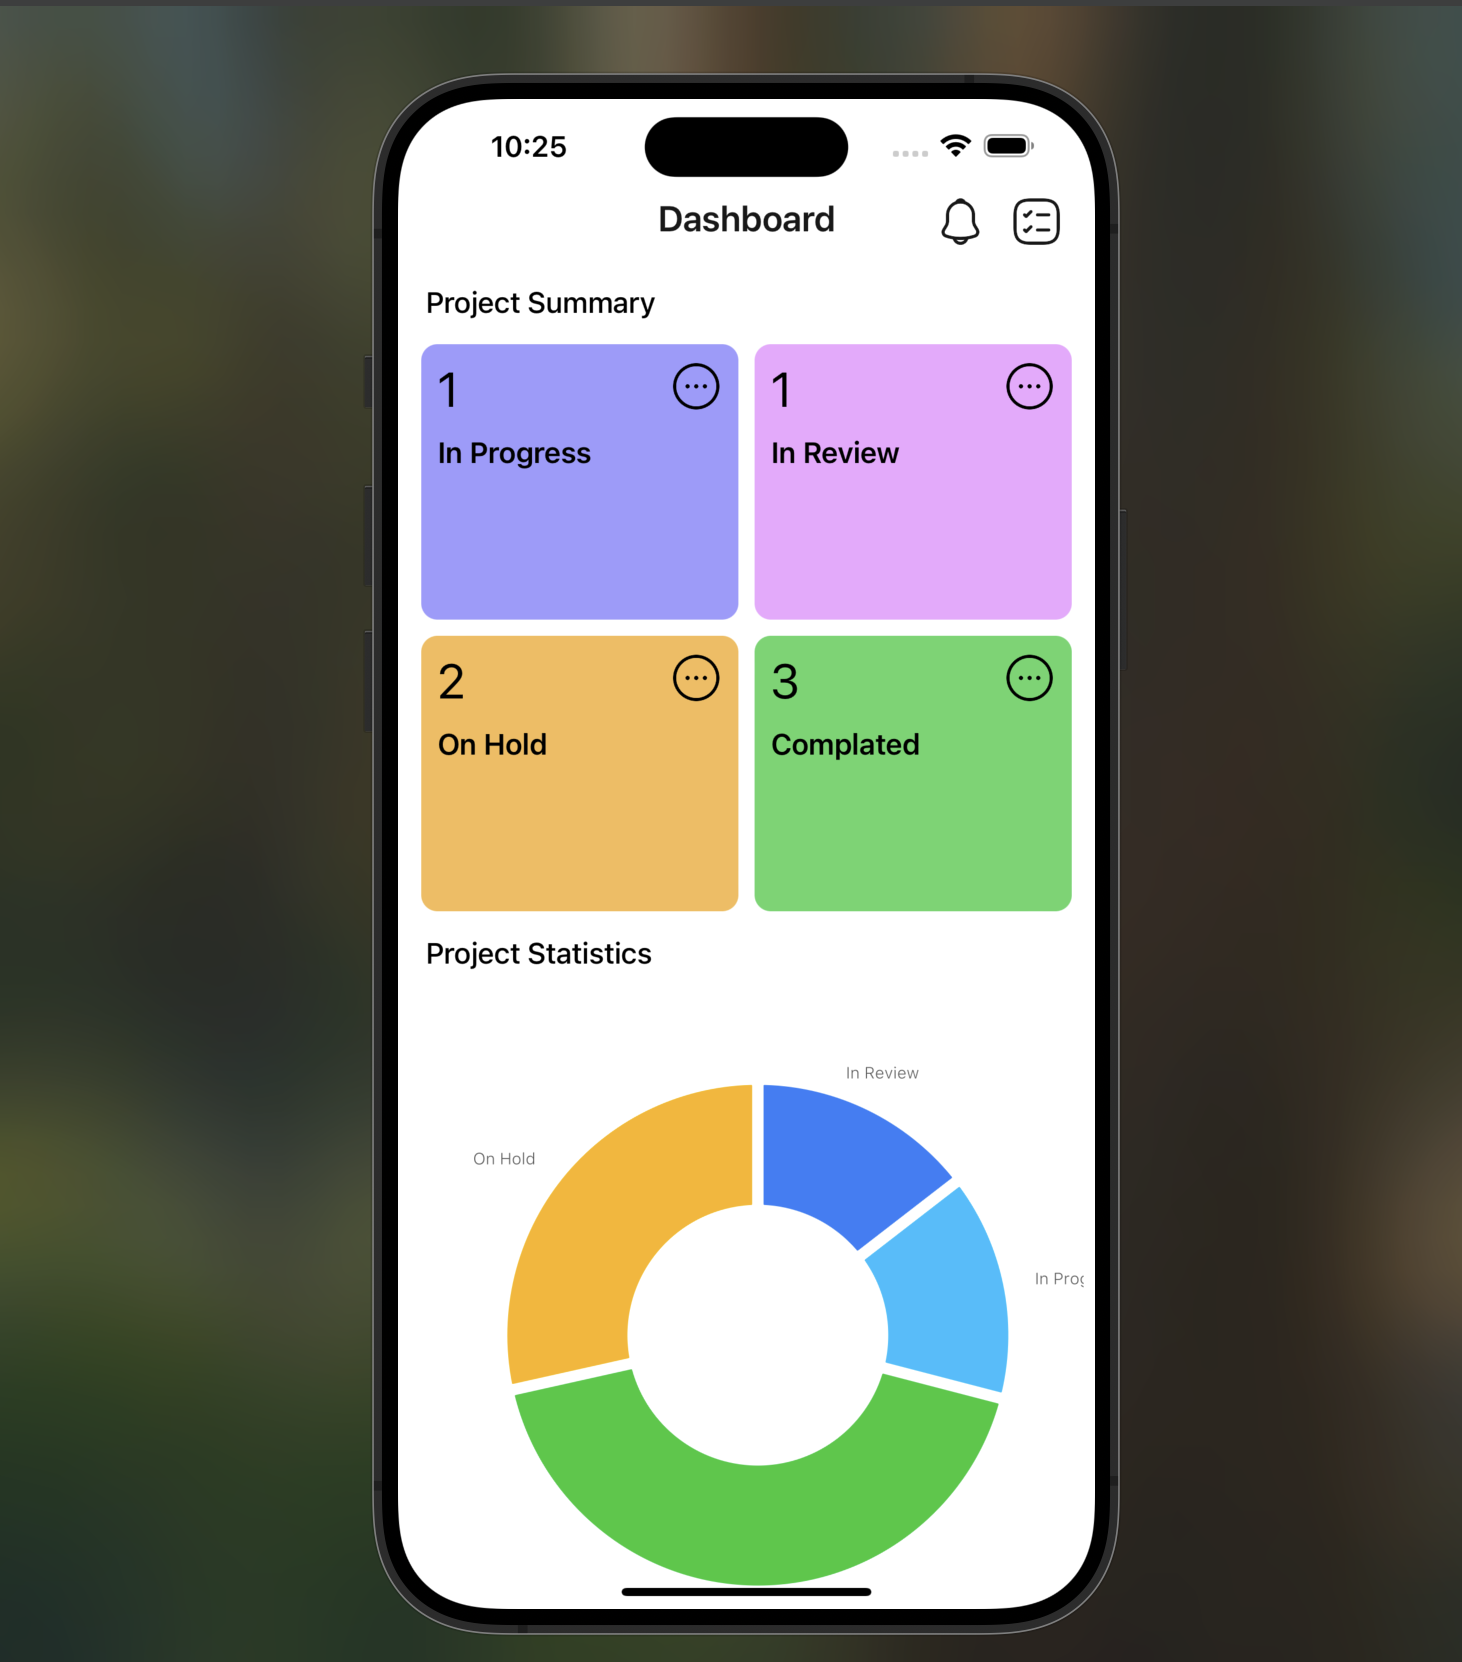 10:25
Dashboard
Project Summary
1
In Progress
1
In Review
2
On Hold
3
Complated
Project Statistics
In Review
On Hold
In Prog